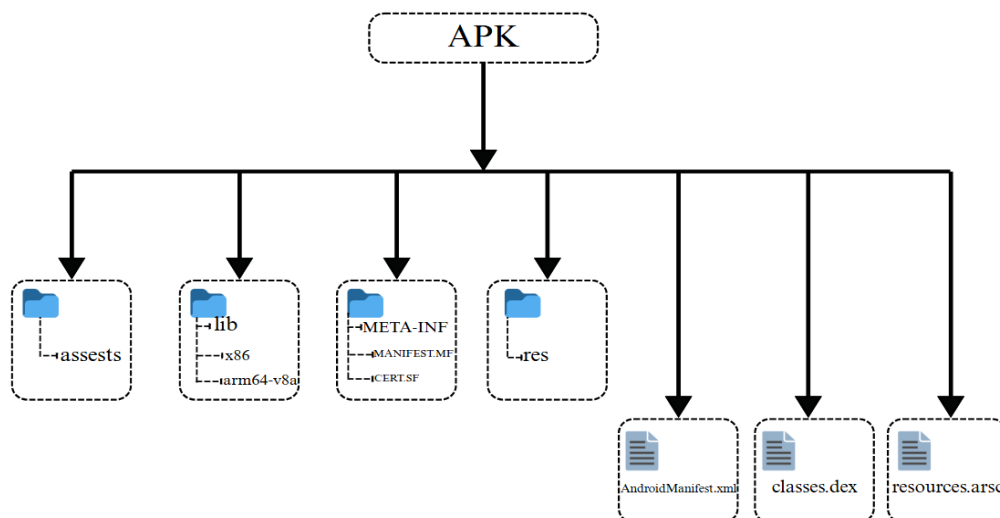 APK
assests
lib
x86
arm64-v8a
META-INF
MANIFEST.MF
CERT.SF
res
AndroidManifest.xml
classes.dex
resources.arsc